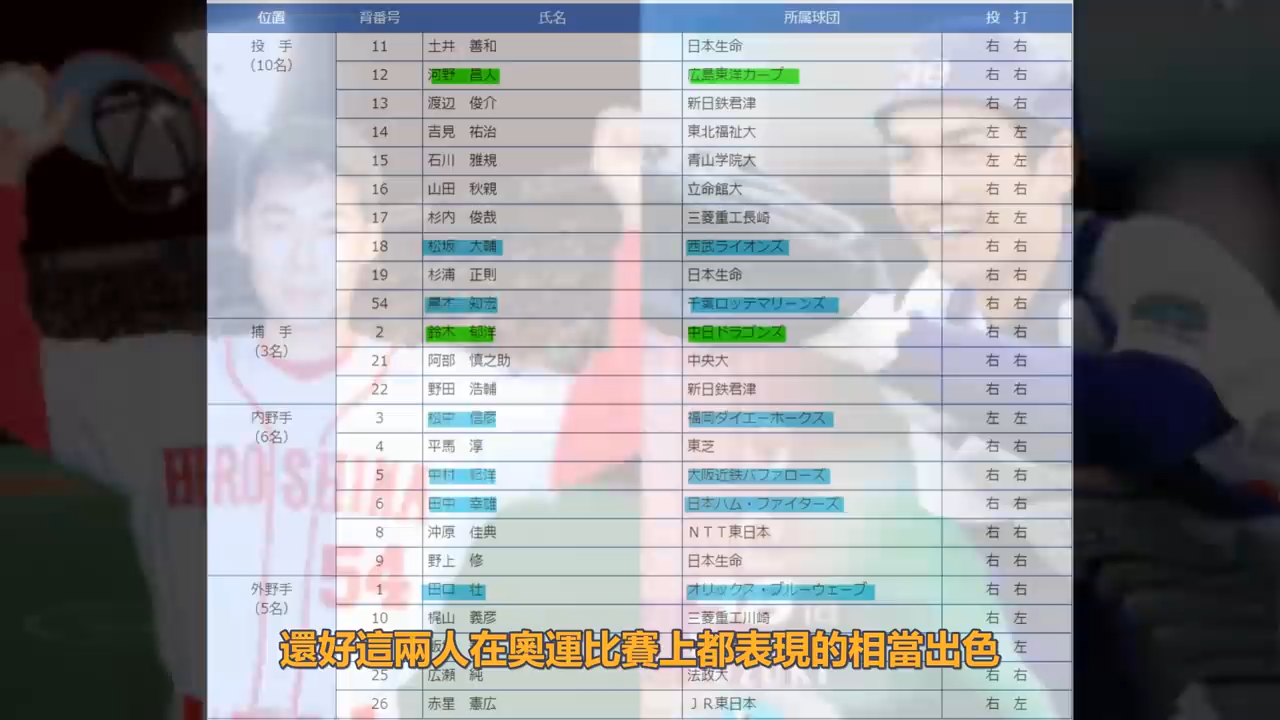 位置 背番号 氏名 所属球団 投 打
投 手 11 土井 善和 日本生命 右 右
(10名)
12 河野 昌人 広島東洋カープ 右 右
13 渡辺 俊介 新日鉄君津 右 右
14 吉見 祐治 東北福祉大 左 左
15 石川 雅規 青山学院大 左 左
16 山田 秋親 立命館大 右 右
17 杉内 俊哉 三菱重工長崎 左 左
18 松坂 大輔 西武ライオンズ 右 右
19 杉浦 正則 日本生命 右 右
54 黒木 知宏 千葉ロッテマリーンズ 右 右
捕 手 2 鈴木 郁洋 中日ドラゴンズ 右 右
(3名)
21 阿部 慎之助 中央大 右 左
22 野田 浩輔 新日鉄君津 右 右
内野手 3 松中 信彦 福岡ダイエーホークス 左 左
(6名)
4 平馬 淳 東芝 右 左
5 中村 紀洋 大阪近鉄バファローズ 右 右
6 田中 幸雄 日本ハム・ファイターズ 右 右
8 沖原 佳典 ＮＴＴ東日本 右 右
9 野上 修 日本生命 右 右
外野手 1 田口 壮 オリックス・ブルーウェーブ 右 右
(5名)
10 梶山 義彦 三菱重工川崎 右 左
左
還好這兩人在奧運比賽上都表現的相當出色
25 広瀬 純 法政大 右 右
26 赤星 憲広 ＪＲ東日本 右 左
HIROSHIMA
54